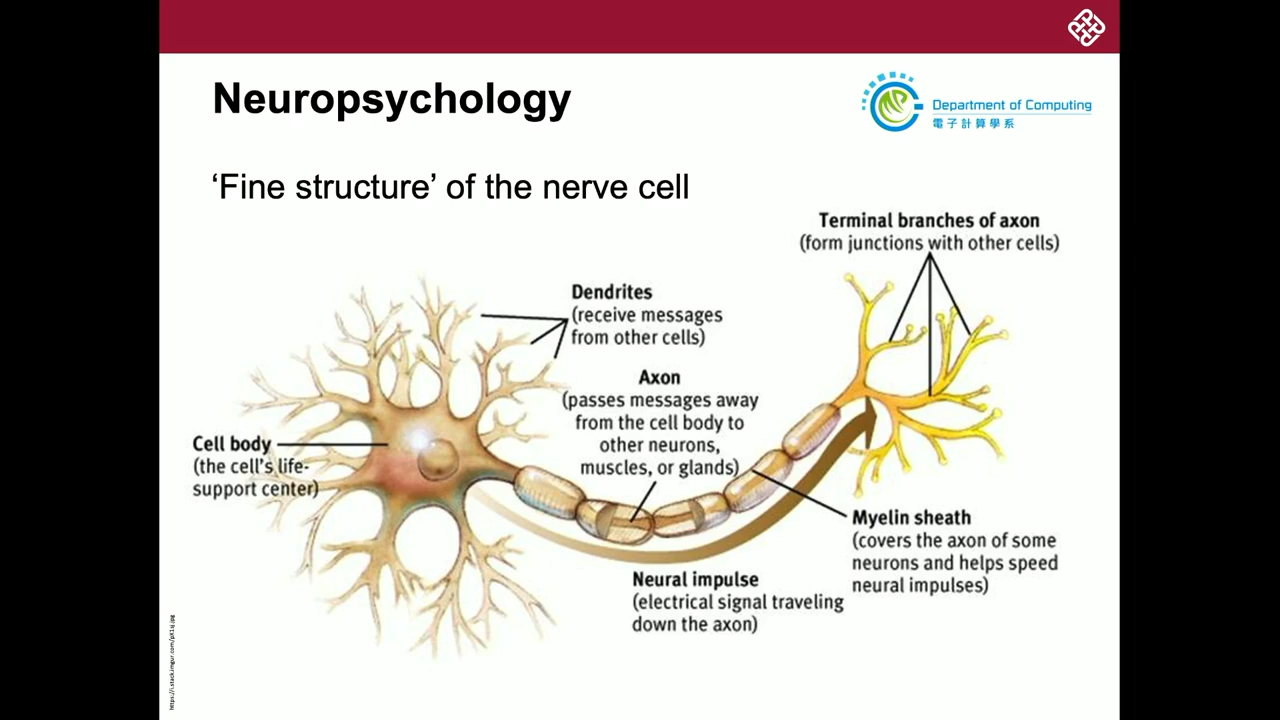 Neuropsychology
Department of Computing
電子計算學系
‘Fine structure’ of the nerve cell
Terminal branches of axon
(form junctions with other cells)
Dendrites
(receive messages
from other cells)
Axon
(passes messages away
from the cell body to
other neurons,
muscles, or glands)
Cell body
(the cell’s life-
support center)
Myelin sheath
(covers the axon of some
neurons and helps speed
neural impulses)
Neural impulse
(electrical signal traveling
down the axon)